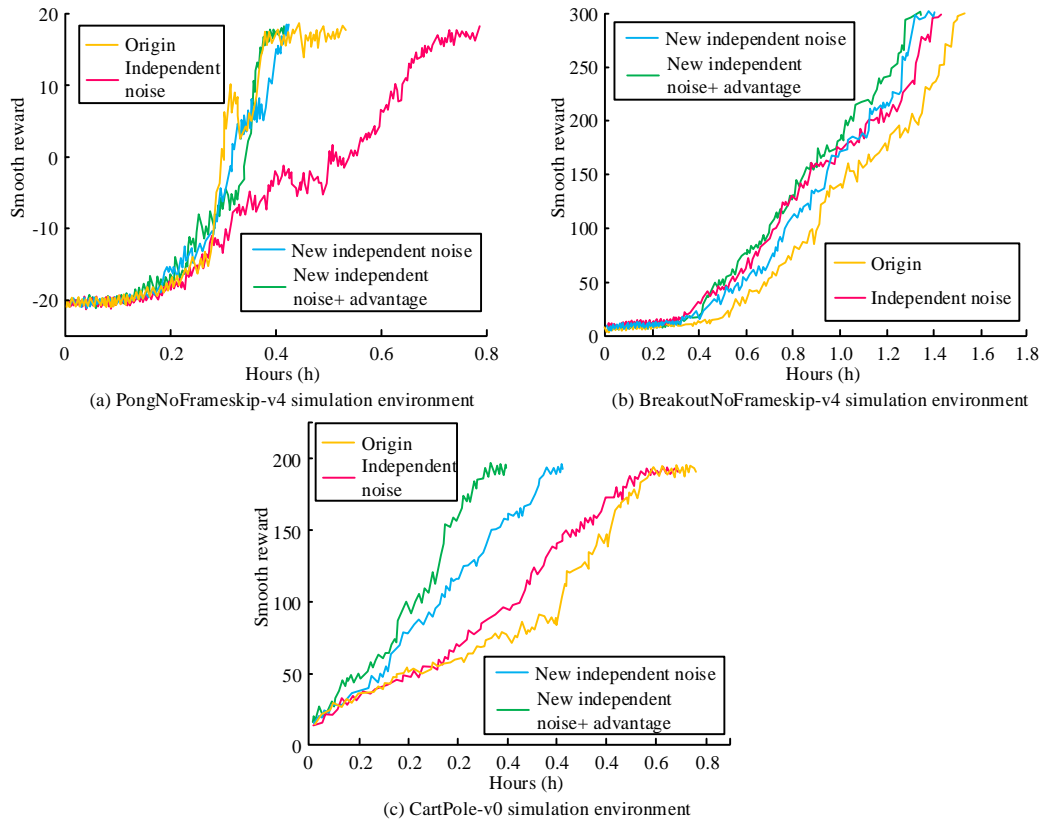 20
10
0
-10
-20
Smooth reward
Origin
Independent
noise
New independent noise
New independent
noise+ advantage
0
0.2
0.4
0.6
0.8
Hours (h)
(a) PongNoFrameskip-v4 simulation environment
300
250
200
150
100
50
0
Smooth reward
New independent noise
New independent
noise+ advantage
Origin
Independent noise
0
0.2
0.4
0.6
0.8
1.0
1.2
1.4
1.6
1.8
Hours (h)
(b) BreakoutNoFrameskip-v4 simulation environment
200
150
100
50
0
Smooth reward
Origin
Independent
noise
New independent noise
New independent
noise+ advantage
0
0.2
0.2
0.2
0.4
0.4
0.6
0.8
Hours (h)
(c) CartPole-v0 simulation environment